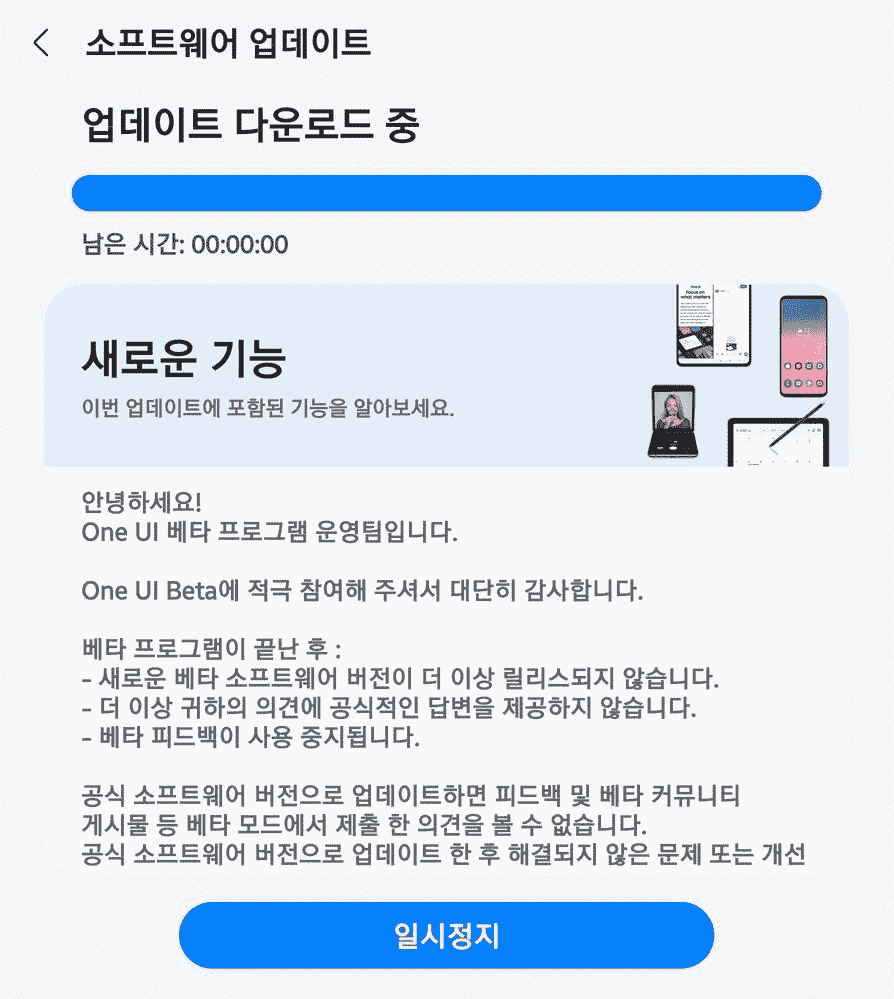 소프트웨어 업데이트
업데이트 다운로드 중
남은 시간: 00:00:00
새로운 기능
이번 업데이트에 포함된 기능을 알아보세요.
focus on
what matters
안녕하세요!
One UI 베타 프로그램 운영팀입니다.
One UI Beta에 적극 참여해 주셔서 대단히 감사합니다.
베타 프로그램이 끝난 후 :
- 새로운 베타 소프트웨어 버전이 더 이상 릴리스되지 않습니다.
- 더 이상 귀하의 의견에 공식적인 답변을 제공하지 않습니다.
- 베타 피드백이 사용 중지됩니다.
공식 소프트웨어 버전으로 업데이트하면 피드백 및 베타 커뮤니티
게시물 등 베타 모드에서 제출 한 의견을 볼 수 없습니다.
공식 소프트웨어 버전으로 업데이트 한 후 해결되지 않은 문제 또는 개선
일시정지